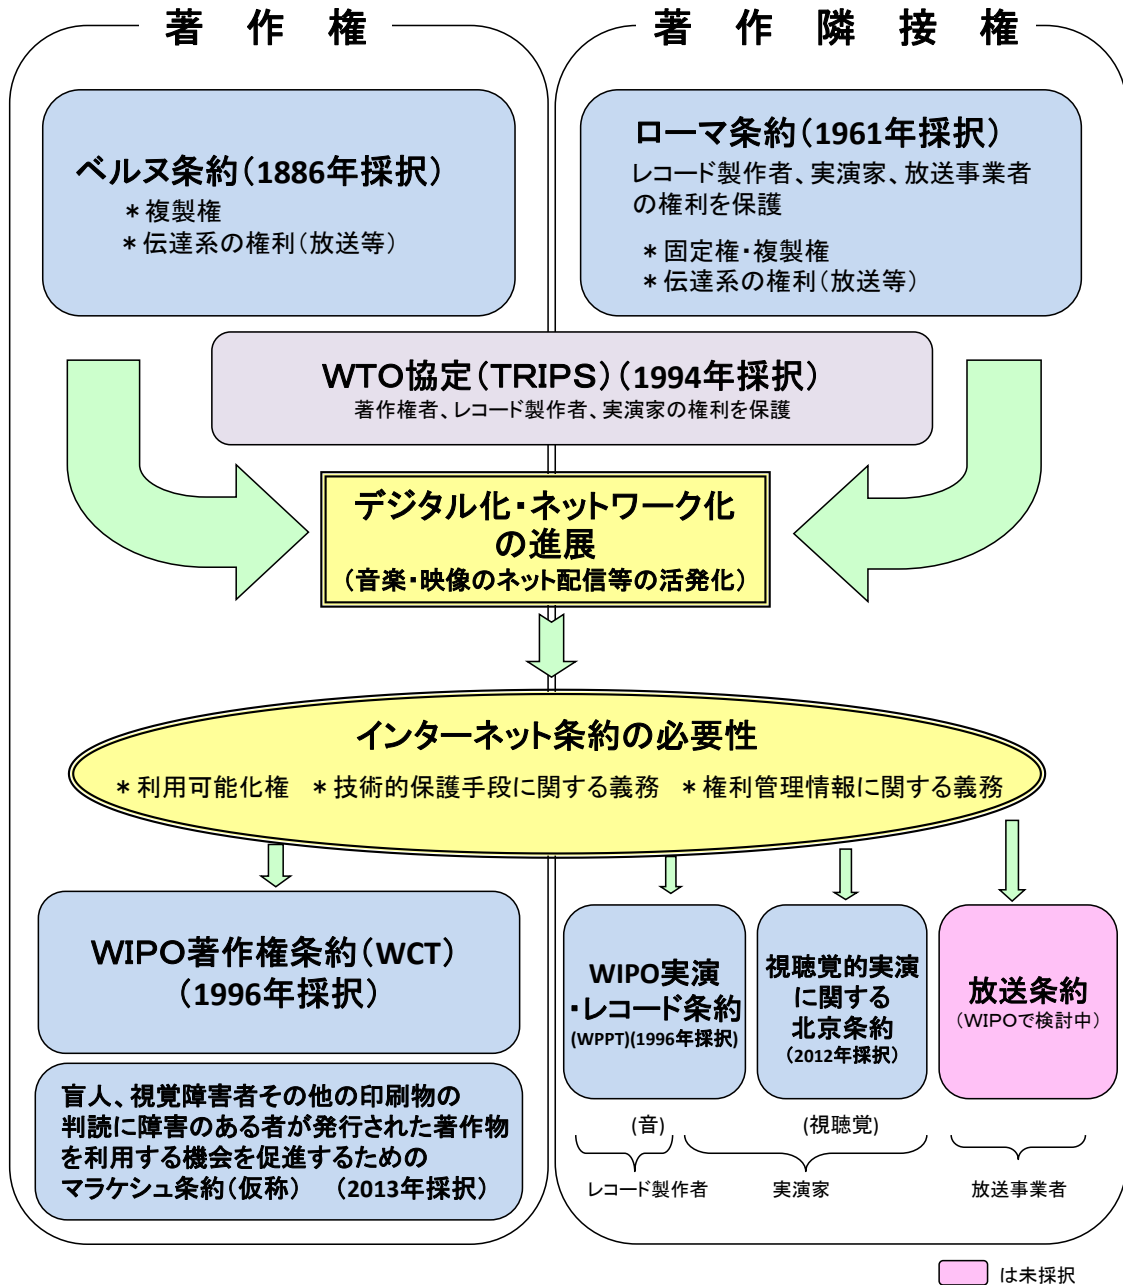 著作権
著作隣接権
ベルヌ条約(1886年採択)
＊複製権
＊伝達系の権利(放送等)
ローマ条約(1961年採択)
レコード製作者、実演家、放送事業者
の権利を保護
＊固定権・複製権
＊伝達系の権利(放送等)
WTO協定(TRIPS)(1994年採択)
著作権者、レコード製作者、実演家の権利を保護
デジタル化・ネットワーク化
の進展
(音楽・映像のネット配信等の活発化)
インターネット条約の必要性
＊利用可能化権 ＊技術的保護手段に関する義務 ＊権利管理情報に関する義務
WIPO著作権条約(WCT)
(1996年採択)
盲人、視覚障害者その他の印刷物の
判読に障害のある者が発行された著作物
を利用する機会を促進するための
マラケシュ条約(仮称) (2013年採択)
WIPO実演
・レコード条約
(WPPT)(1996年採択)
視聴覚的実演
に関する
北京条約
(2012年採択)
放送条約
(WIPOで検討中)
(音)
(視聴覚)
レコード製作者
実演家
放送事業者
は未採択